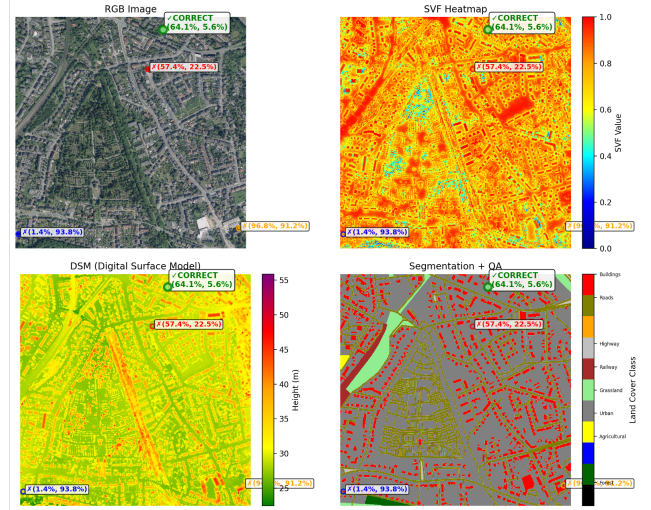 RGB Image
✓CORRECT
(64.1%, 5.6%)
✗(57.4%, 22.5%)
✗(1.4%, 93.8%)
✗(96.8%, 91.2%)
SVF Heatmap
✓CORRECT
(64.1%, 5.6%)
✗(57.4%, 22.5%)
✗(1.4%, 93.8%)
1.0
0.8
0.6
0.4
0.2
0.0
SVF Value
DSM (Digital Surface Model)
✓CORRECT
(64.1%, 5.6%)
✗(57.4%, 22.5%)
✗(1.4%, 93.8%)
55
50
45
40
35
30
25
Height (m)
Segmentation + QA
✓CORRECT
(64.1%, 5.6%)
✗(57.4%, 22.5%)
✗(1.4%, 93.8%)
Buildings
Roads
Highway
Railway
Grassland
Urban
Agricultural
Forest
Land Cover Class